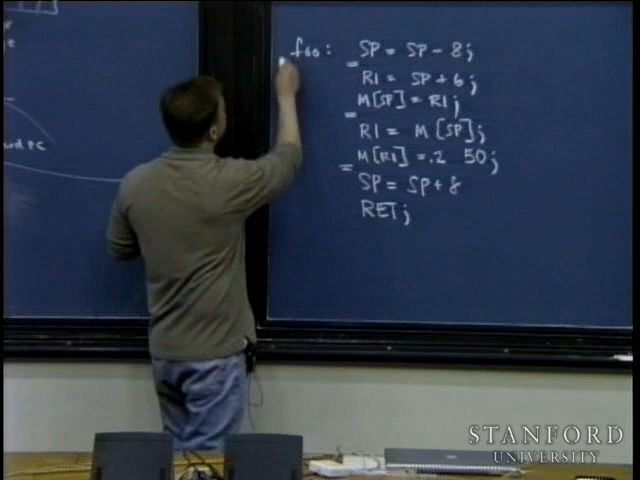 foo: SP = SP - 8;
R1 = SP + 6;
M[SP] = R1;
R1 = M[SP];
M[R1] = .2 50;
SP = SP + 8
RET;
STANFORD
UNIVERSITY